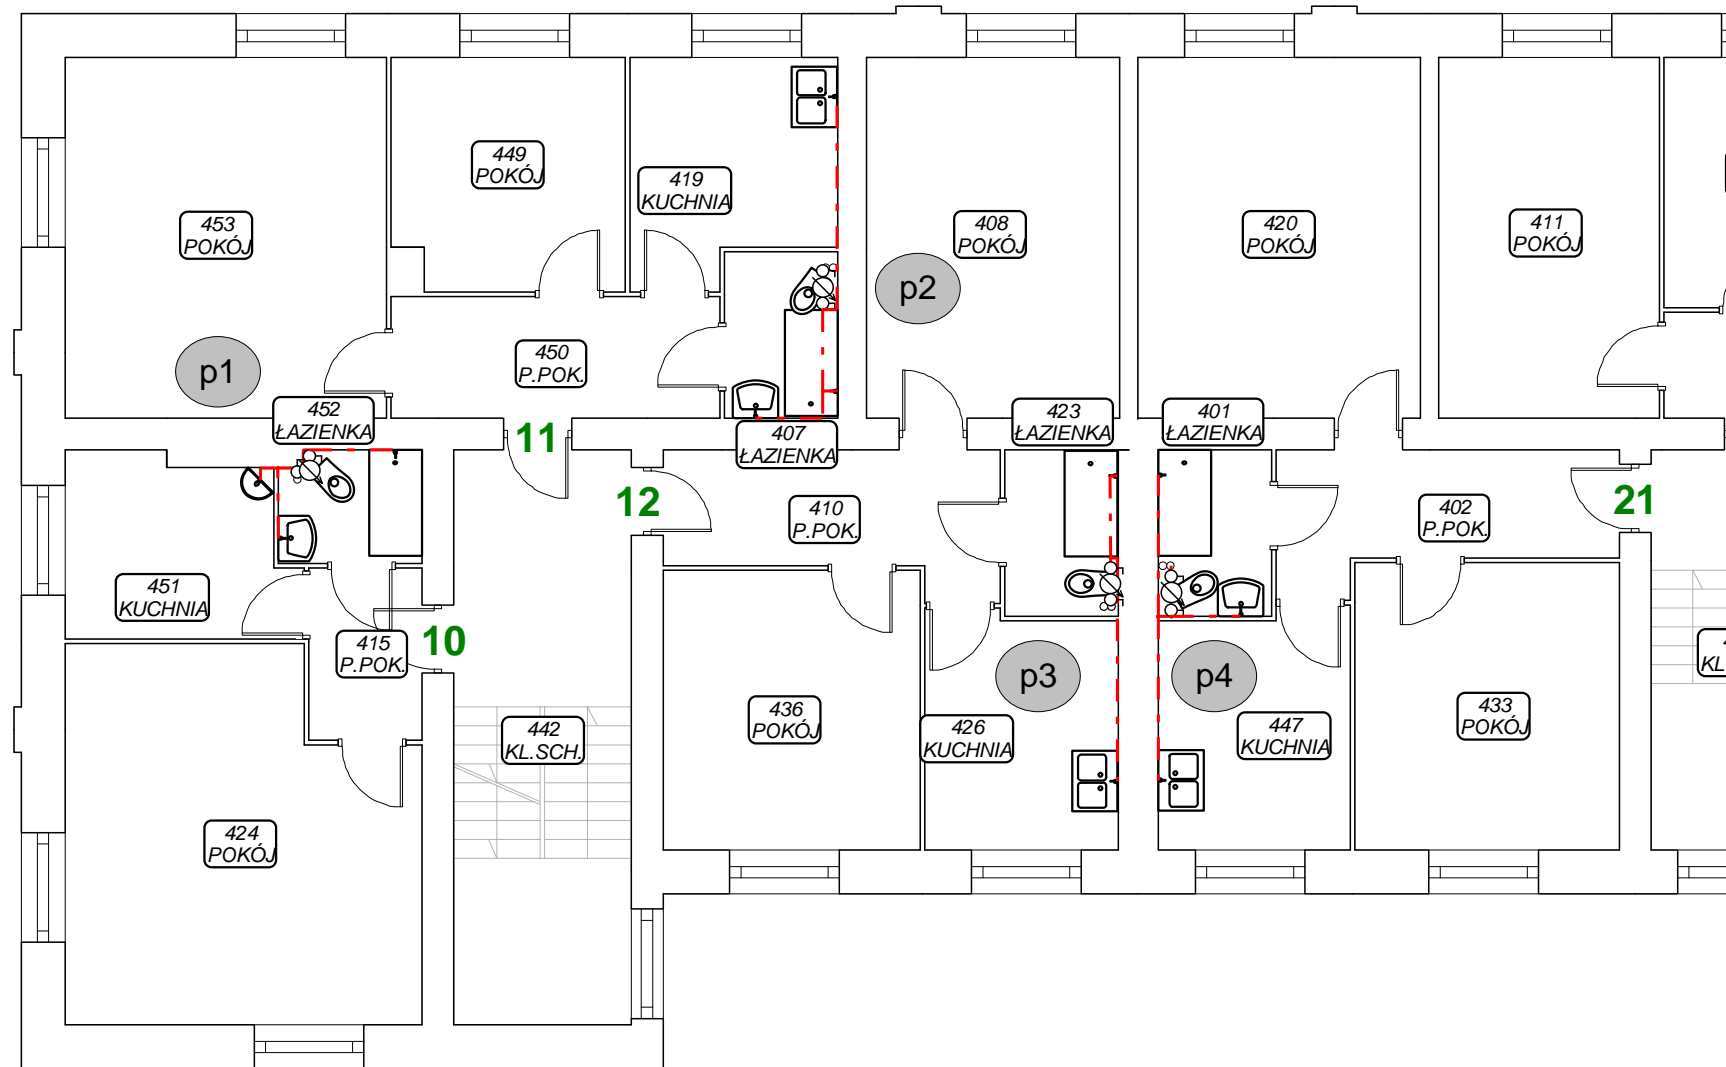 449
POKÓJ
419
KUCHNIA
453
POKÓJ
408
POKÓJ
420
POKÓJ
411
POKÓJ
p2
p1
450
P.POK.
452
ŁAZIENKA
11
407
ŁAZIENKA
423
ŁAZIENKA
401
ŁAZIENKA
12
410
P.POK.
402
P.POK.
21
451
KUCHNIA
415
P.POK.
10
p3
p4
436
POKÓJ
442
KL.SCH.
426
KUCHNIA
447
KUCHNIA
433
POKÓJ
KL
424
POKÓJ